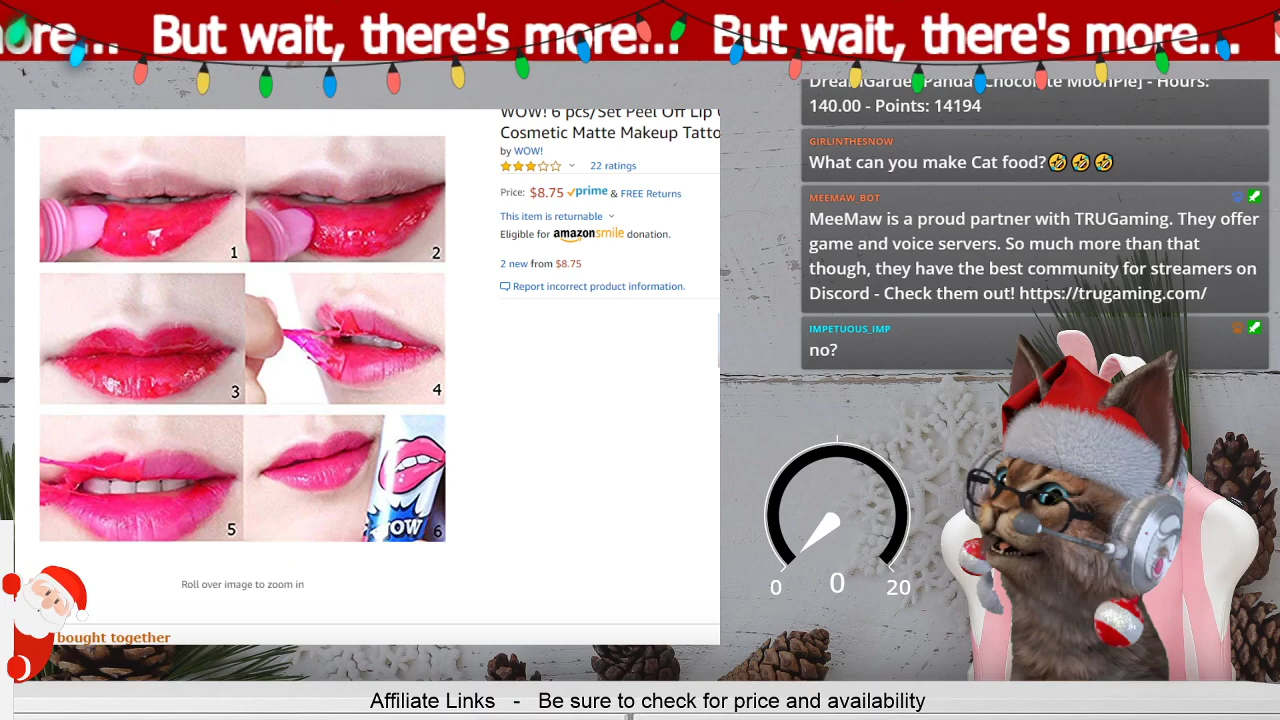 ore... But wait, there's more... But wait, there's more...
WOW! 6 pcs/Set Peel Off Lip
Cosmetic Matte Makeup Tatto
by WOW!
22 ratings
Price: $8.75 prime & FREE Returns
This item is returnable
Eligible for amazonsmile donation.
2 new from $8.75
Report incorrect product information.
1
2
3
4
5
WOW
6
Roll over image to zoom in
bought together
Panda Chocolate MoonPie] - Hours:
140.00 - Points: 14194
GIRLINTHESNOW
What can you make Cat food?🤣🤣🤣
MEEMAW_BOT
MeeMaw is a proud partner with TRUGaming. They offer
game and voice servers. So much more than that
though, they have the best community for streamers on
Discord - Check them out! https://trugaming.com/
IMPETUOUS_IMP
no?
0
0
20
Affiliate Links - Be sure to check for price and availability